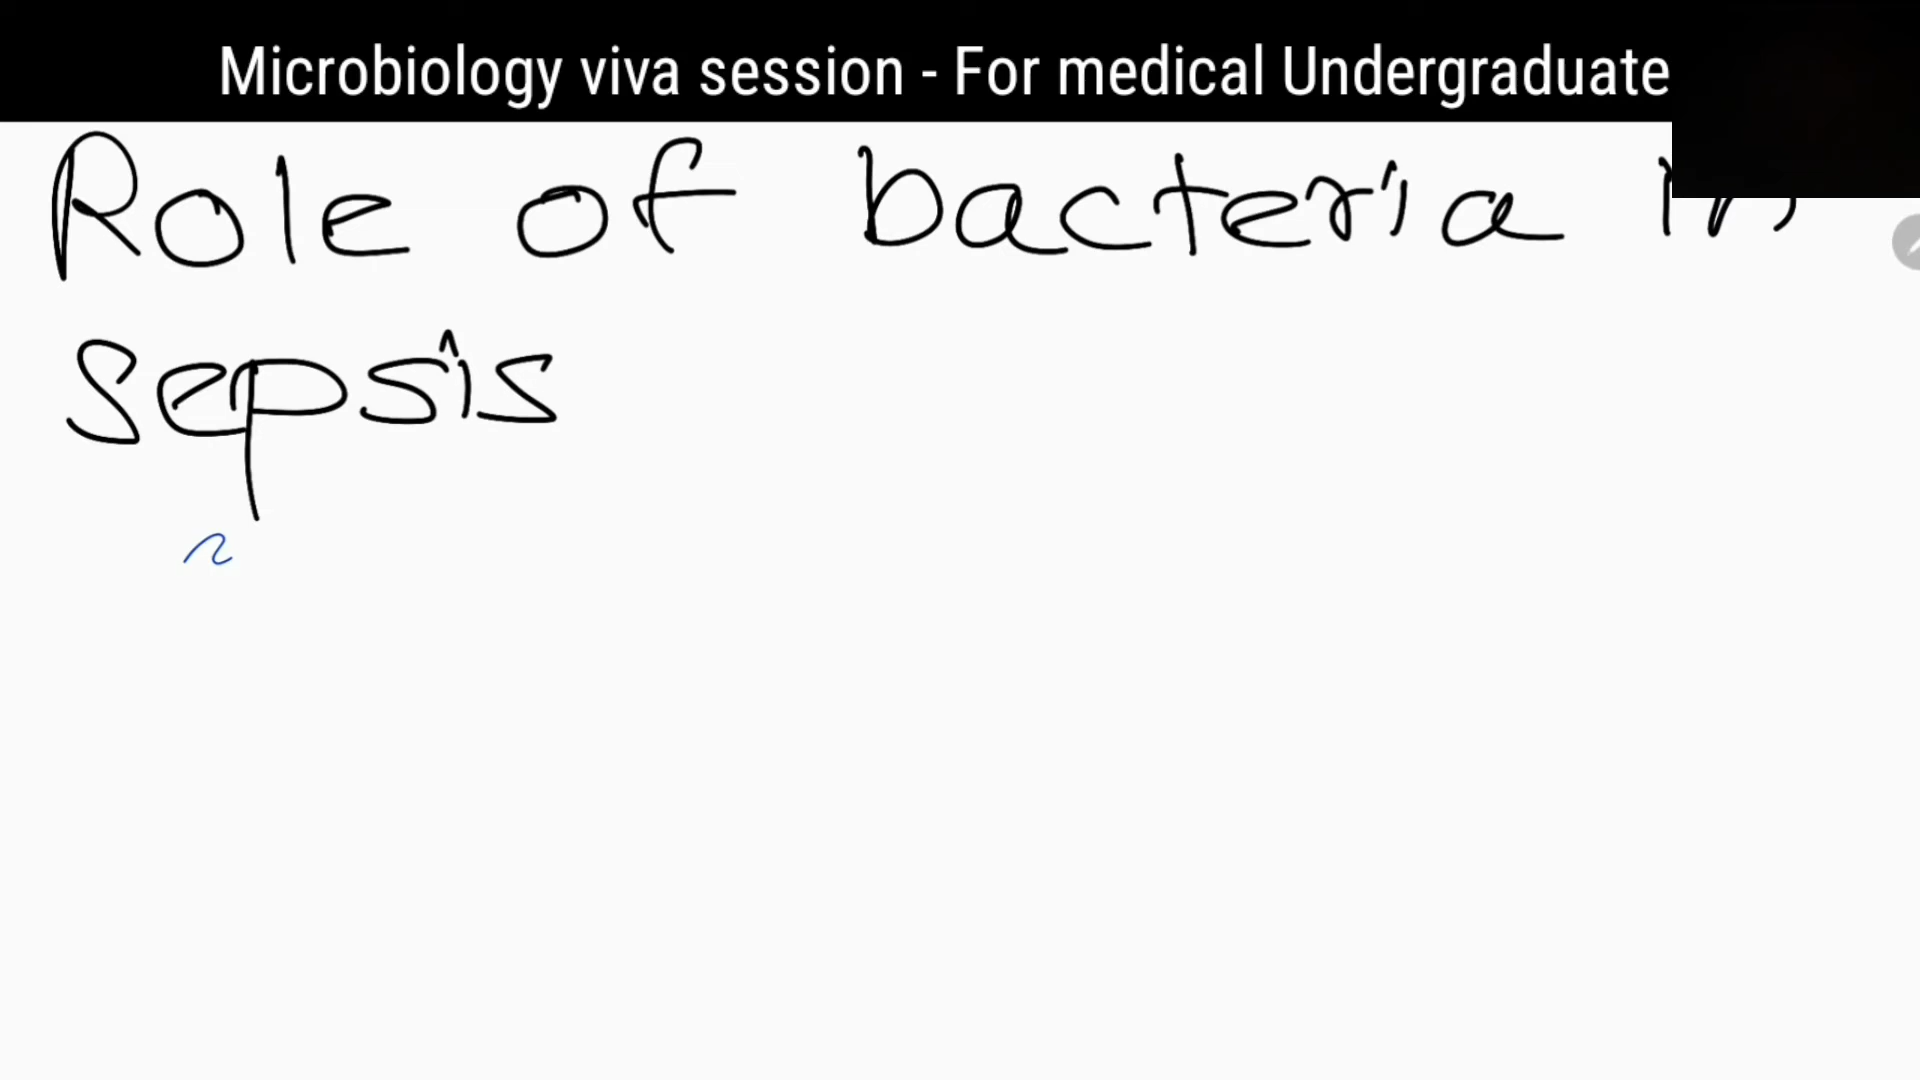 Microbiology viva session - For medical Undergraduate
Role of bacteria in
sepsis